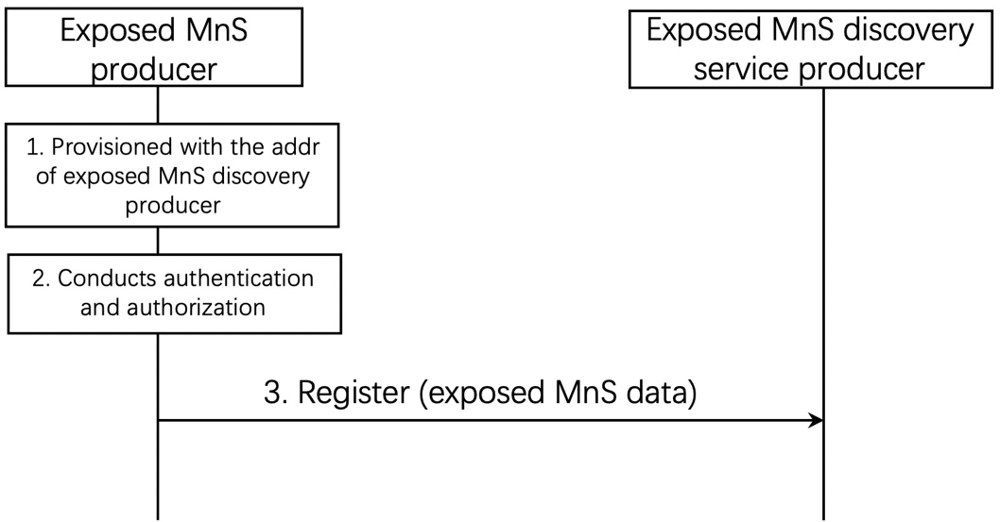 Exposed MnS
producer
Exposed MnS discovery
service producer
1. Provisioned with the addr
of exposed MnS discovery
producer
2. Conducts authentication
and authorization
3. Register (exposed MnS data)